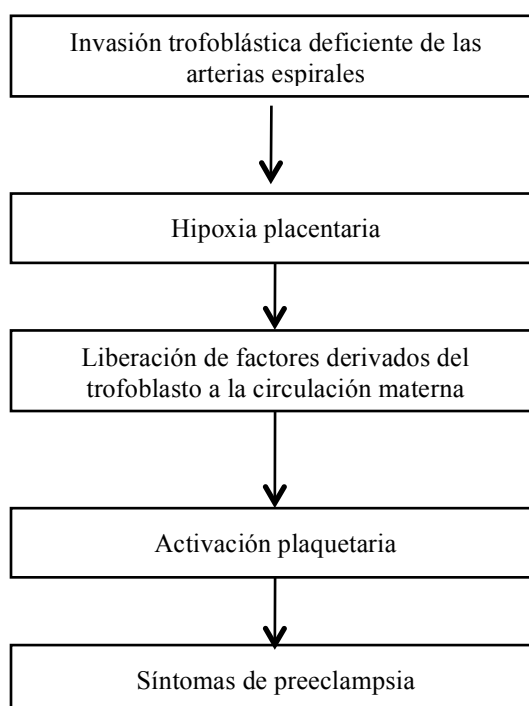 Invasión trofoblástica deficiente de las
arterias espirales
Hipoxia placentaria
Liberación de factores derivados del
trofoblasto a la circulación materna
Activación plaquetaria
Síntomas de preeclampsia